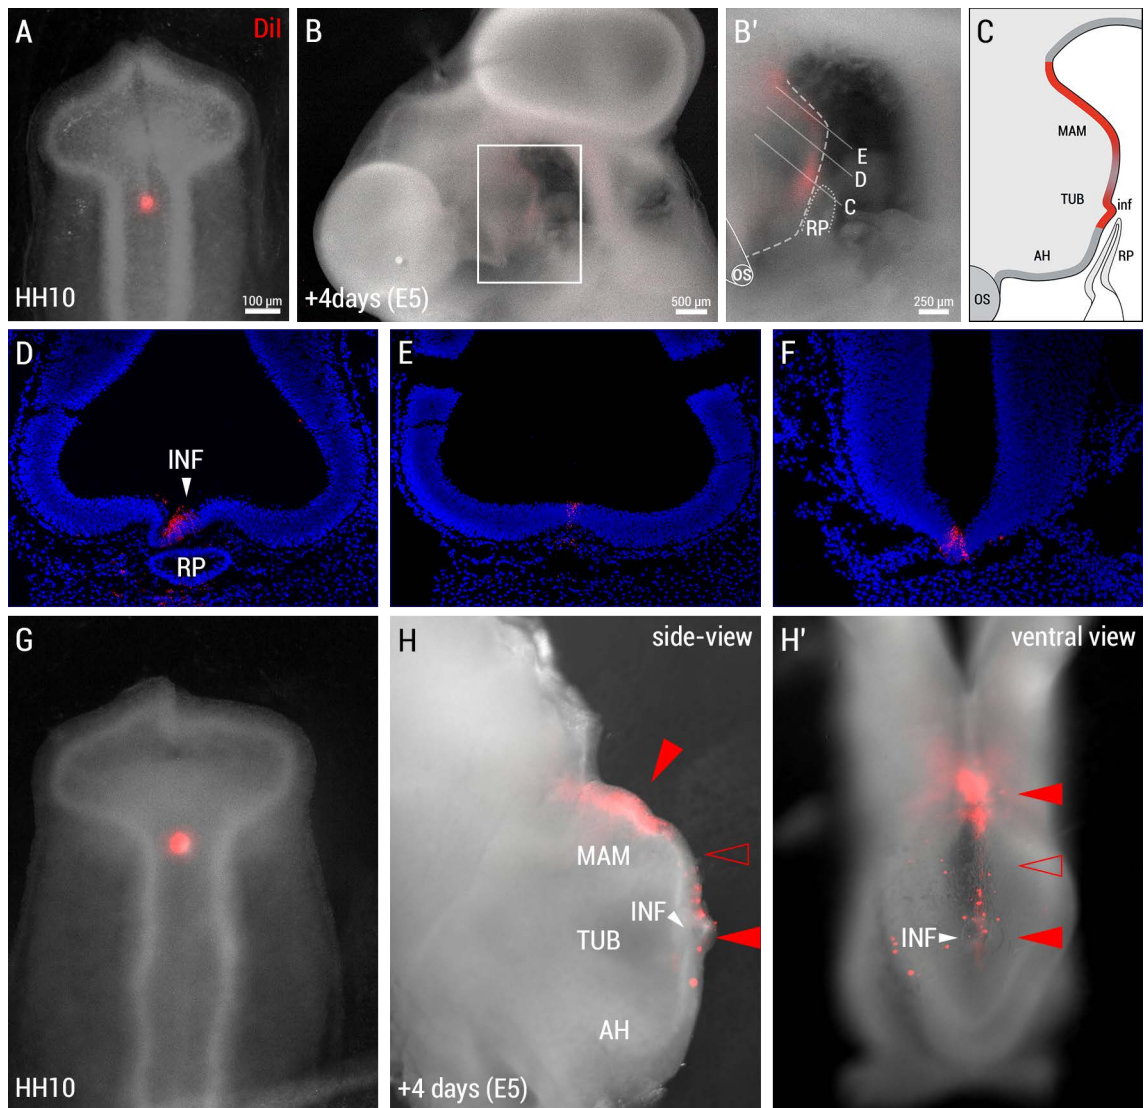 A
DiI
HH10
100 µm
B
+4days (E5)
500 µm
B'
E
D
C
RP
OS
250 µm
C
MAM
TUB
inf
AH
RP
OS
D
INF
RP
E
F
G
HH10
H
side-view
MAM
INF
TUB
AH
+4 days (E5)
H'
ventral view
INF